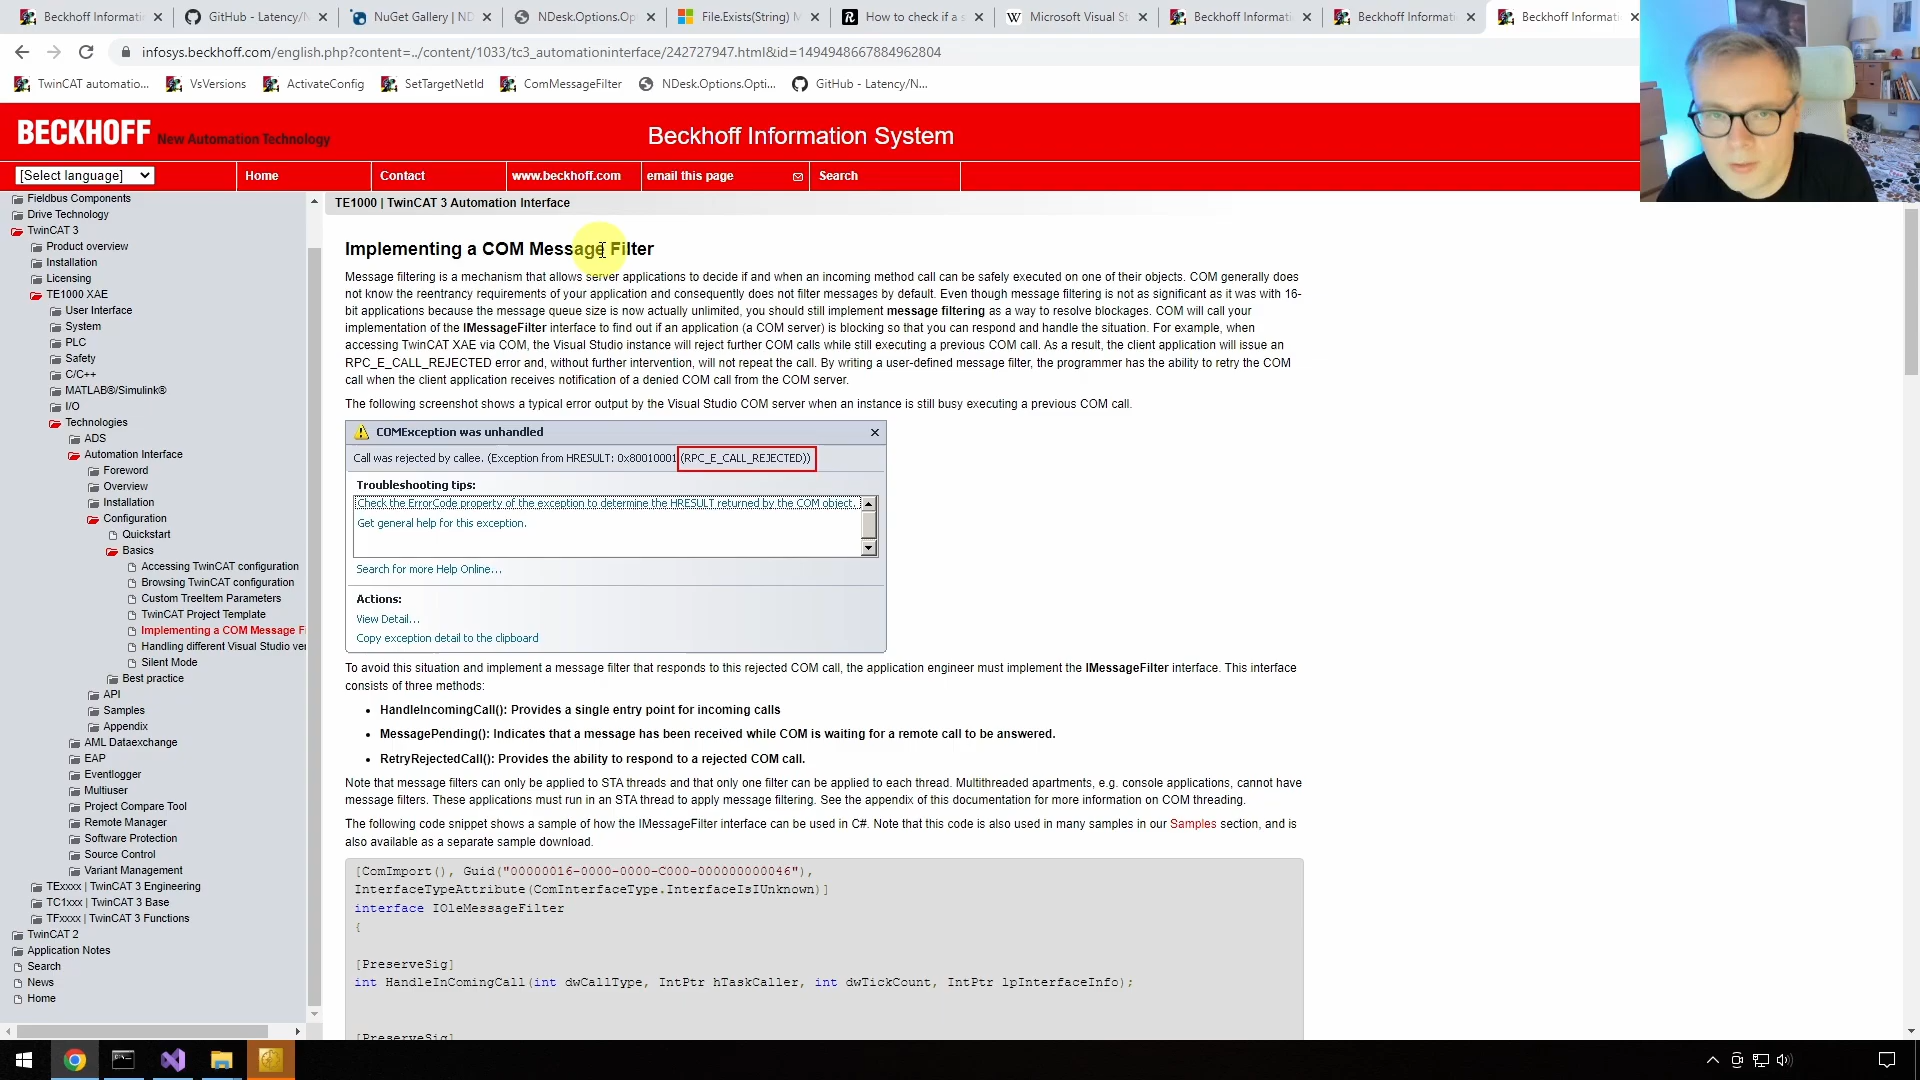 Beckhoff Informati
GitHub - Latency/N
NuGet Gallery | ND
NDesk.Options.Op
File.Exists(String) M
How to check if a s
Microsoft Visual St
Beckhoff Informati
Beckhoff Informati
Beckhoff Informati
infosys.beckhoff.com/english.php?content=../content/1033/tc3_automationinterface/242727947.html&id=1494948667884962804
TwinCAT automatio...
VsVersions
ActivateConfig
SetTargetNetId
ComMessageFilter
NDesk.Options.Opti...
GitHub - Latency/N...
BECKHOFF New Automation Technology
Beckhoff Information System
[Select language]
Home
Contact
www.beckhoff.com
email this page
Search
Fieldbus Components
Drive Technology
TwinCAT 3
Product overview
Installation
Licensing
TE1000 XAE
User Interface
System
PLC
Safety
C/C++
MATLAB®/Simulink®
I/O
Technologies
ADS
Automation Interface
Foreword
Overview
Installation
Configuration
Quickstart
Basics
Accessing TwinCAT configuration
Browsing TwinCAT configuration
Custom TreeItem Parameters
TwinCAT Project Template
Implementing a COM Message F
Handling different Visual Studio ver
Silent Mode
Best practice
API
Samples
Appendix
AML Dataexchange
EAP
Eventlogger
Multiuser
Project Compare Tool
Remote Manager
Software Protection
Source Control
Variant Management
TExxxx | TwinCAT 3 Engineering
TC1xxx | TwinCAT 3 Base
TFxxxx | TwinCAT 3 Functions
TwinCAT 2
Application Notes
Search
News
Home
TE1000 | TwinCAT 3 Automation Interface
Implementing a COM Message Filter
Message filtering is a mechanism that allows server applications to decide if and when an incoming method call can be safely executed on one of their objects. COM generally does
not know the reentrancy requirements of your application and consequently does not filter messages by default. Even though message filtering is not as significant as it was with 16-
bit applications because the message queue size is now actually unlimited, you should still implement message filtering as a way to resolve blockages. COM will call your
implementation of the IMessageFilter interface to find out if an application (a COM server) is blocking so that you can respond and handle the situation. For example, when
accessing TwinCAT XAE via COM, the Visual Studio instance will reject further COM calls while still executing a previous COM call. As a result, the client application will issue an
RPC_E_CALL_REJECTED error and, without further intervention, will not repeat the call. By writing a user-defined message filter, the programmer has the ability to retry the COM
call when the client application receives notification of a denied COM call from the COM server.
The following screenshot shows a typical error output by the Visual Studio COM server when an instance is still busy executing a previous COM call.
COMException was unhandled
Call was rejected by callee. (Exception from HRESULT: 0x80010001 (RPC_E_CALL_REJECTED))
Troubleshooting tips:
Check the ErrorCode property of the exception to determine the HRESULT returned by the COM object.
Get general help for this exception.
Search for more Help Online...
Actions:
View Detail...
Copy exception detail to the clipboard
To avoid this situation and implement a message filter that responds to this rejected COM call, the application engineer must implement the IMessageFilter interface. This interface
consists of three methods:
• HandleIncomingCall(): Provides a single entry point for incoming calls
• MessagePending(): Indicates that a message has been received while COM is waiting for a remote call to be answered.
• RetryRejectedCall(): Provides the ability to respond to a rejected COM call.
Note that message filters can only be applied to STA threads and that only one filter can be applied to each thread. Multithreaded apartments, e.g. console applications, cannot have
message filters. These applications must run in an STA thread to apply message filtering. See the appendix of this documentation for more information on COM threading.
The following code snippet shows a sample of how the IMessageFilter interface can be used in C#. Note that this code is also used in many samples in our Samples section, and is
also available as a separate sample download.
[ComImport(), Guid("00000016-0000-0000-C000-000000000046"),
InterfaceTypeAttribute(ComInterfaceType.InterfaceIsIUnknown)]
interface IOleMessageFilter
{
[PreserveSig]
int HandleInComingCall(int dwCallType, IntPtr hTaskCaller, int dwTickCount, IntPtr lpInterfaceInfo);
[PreserveSig]